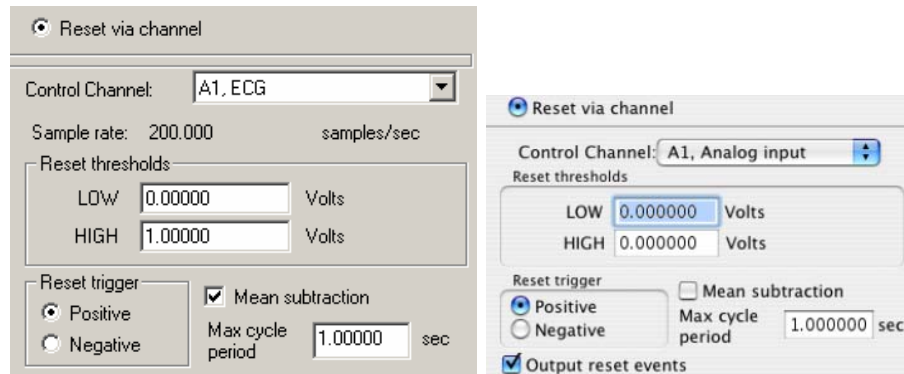 Reset via channel
Control Channel: A1, ECG
Sample rate: 200.000 samples/sec
Reset thresholds
LOW 0.00000 Volts
HIGH 1.00000 Volts
Reset trigger
Positive
Negative
Mean subtraction
Max cycle
period
1.00000 sec
Reset via channel
Control Channel: A1, Analog input
Reset thresholds
LOW 0.000000 Volts
HIGH 0.000000 Volts
Reset trigger
Positive
Negative
Mean subtraction
Max cycle
period
1.000000 sec
Output reset events